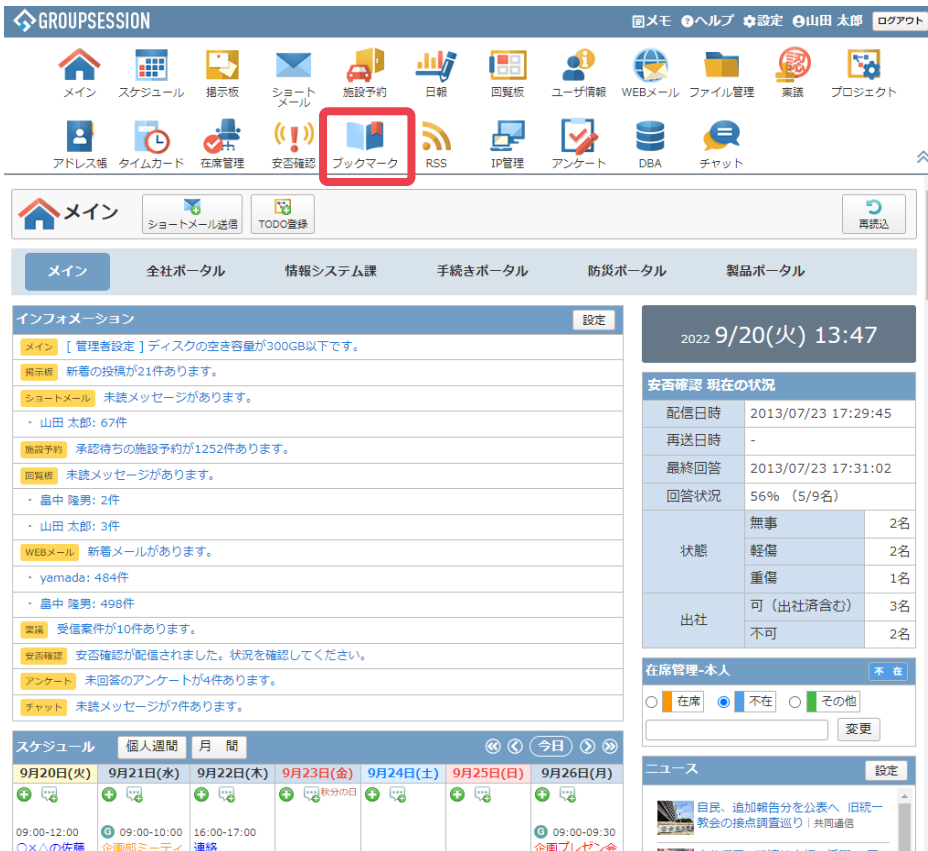 GROUPSESSION
メモ ヘルプ 設定 山田 太郎 ログアウト
メイン スケジュール 掲示板 ショートメール 施設予約 日報 回覧板 ユーザ情報 WEBメール ファイル管理 稟議 プロジェクト
認
アドレス帳 タイムカード 在席管理 安否確認 ブックマーク RSS IP管理 アンケート DBA チャット
メイン ショートメール送信 TODO登録 再読込
メイン 全社ポータル 情報システム課 手続きポータル 防災ポータル 製品ポータル
インフォメーション 設定
メイン [ 管理者設定 ] ディスクの空き容量が300GB以下です。
掲示板 新着の投稿が21件あります。
ショートメール 未読メッセージがあります。
・ 山田 太郎: 67件
施設予約 承認待ちの施設予約が1252件あります。
回覧板 未読メッセージがあります。
・ 畠中 隆男: 2件
・ 山田 太郎: 3件
WEBメール 新着メールがあります。
・ yamada: 484件
・ 畠中 隆男: 498件
稟議 受信案件が10件あります。
安否確認 安否確認が配信されました。状況を確認してください。
アンケート 未回答のアンケートが4件あります。
チャット 未読メッセージが7件あります。
スケジュール 個人週間 月 間 今日
9月20日(火) 9月21日(水) 9月22日(木) 9月23日(金) 9月24日(土) 9月25日(日) 9月26日(月)
秋分の日
09:00-12:00 G 09:00-10:00 16:00-17:00 G 09:00-09:30
〇×△の佐藤 企画部ミーティ 連絡 企画プレゼン会
2022 9/20(火) 13:47
安否確認 現在の状況
配信日時 2013/07/23 17:29:45
再送日時 -
最終回答 2013/07/23 17:31:02
回答状況 56% （5/9名）
状態 無事 2名
軽傷 2名
重傷 1名
出社 可（出社済含む） 3名
不可 2名
在席管理-本人 不 在
在席 不在 その他
変更
ニュース 設定
自民、追加報告分を公表へ 旧統一
教会の接点調査巡り | 共同通信